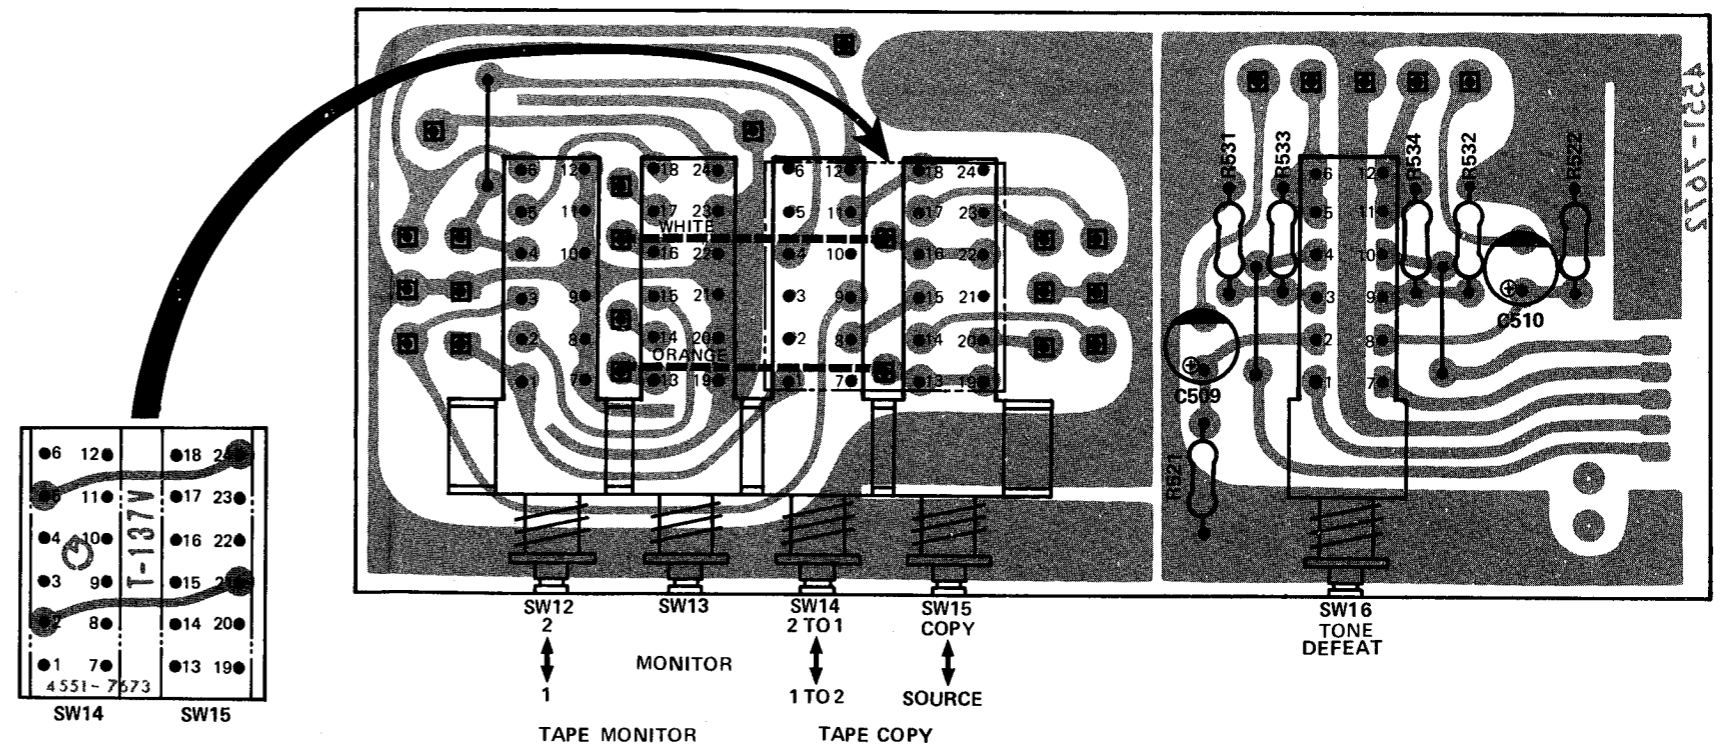 4551-7672
R531 R533 R534 R532 R522
6 12 18 24 6 12 18 24 6 12
5 11 17 23 5 11 17 23 5 11
WHITE
4 10 16 22 4 10 16 22 4 10
3 9 15 21 3 9 15 21 3 9
C510
2 8 14 20 2 8 14 20 2 8
ORANGE
1 7 13 19 1 7 13 19 1 7
C509
R521
6 12 18 24
5 11 17 23
4 10 16 22
T-137V
3 9 15 21
2 8 14 20
1 7 13 19
4551-7673
SW14 SW15
SW12 SW13 SW14 SW15 SW16
2 2 TO 1 COPY TONE
DEFEAT
MONITOR
1 1 TO 2 SOURCE
TAPE MONITOR TAPE COPY